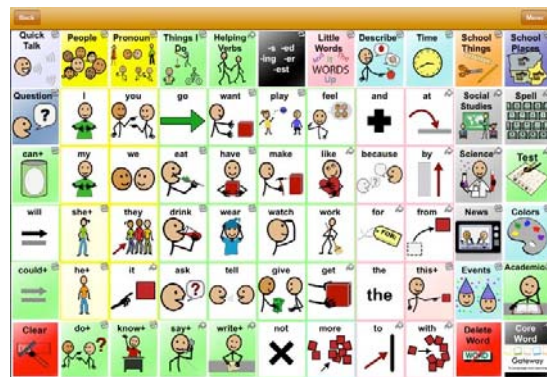 Back Menu
Quick Talk People Pronoun Things I Do Helping Verbs -s -ed -ing -er -est Little Words WORDS Up Describe Time School Things School Places
Question I you go want play feel and at Social Studies Spell
can+ my we eat have make like because by Science Test
will she+ they drink wear watch work for FOR: from News Colors
could+ he+ it ask tell give get the the this+ Events Academic
Clear do+ know+ say+ write+ not more to with Delete Word WORD Core Word Gateway